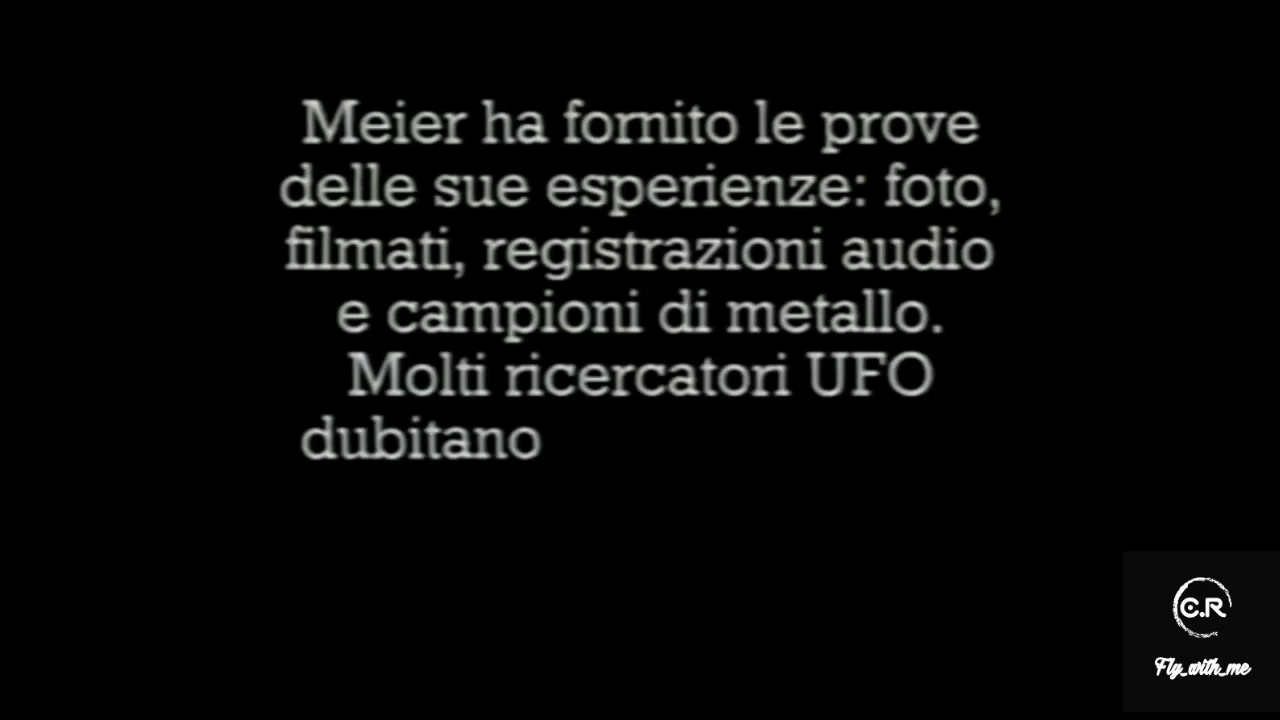 Meier ha fornito le prove
delle sue esperienze: foto,
filmati, registrazioni audio
e campioni di metallo.
Molti ricercatori UFO
dubitano
C.R
Fly_with_me